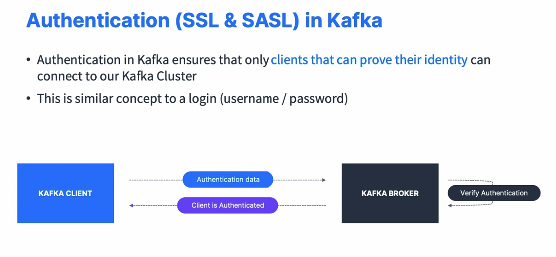 Authentication (SSL & SASL) in Kafka
• Authentication in Kafka ensures that only clients that can prove their identity can
connect to our Kafka Cluster
• This is similar concept to a login (username / password)
KAFKA CLIENT
Authentication data
Client is Authenticated
KAFKA BROKER
Verify Authentication